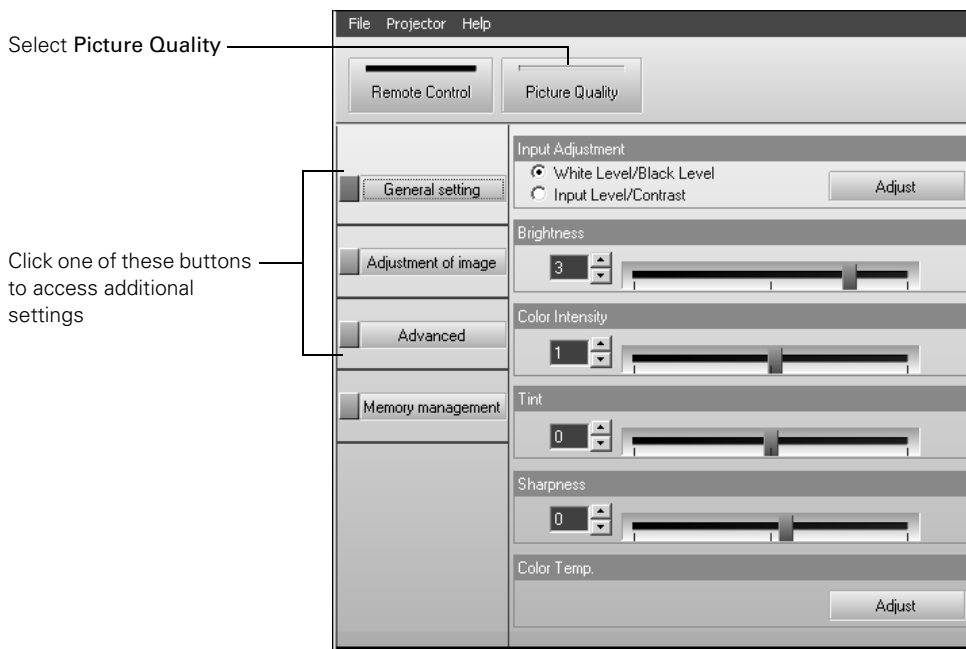 File Projector Help
Select Picture Quality
Remote Control
Picture Quality
Input Adjustment
White Level/Black Level
Input Level/Contrast
Adjust
General setting
Brightness
3
Click one of these buttons
to access additional
settings
Adjustment of image
Color Intensity
1
Advanced
Tint
0
Memory management
Sharpness
0
Color Temp.
Adjust